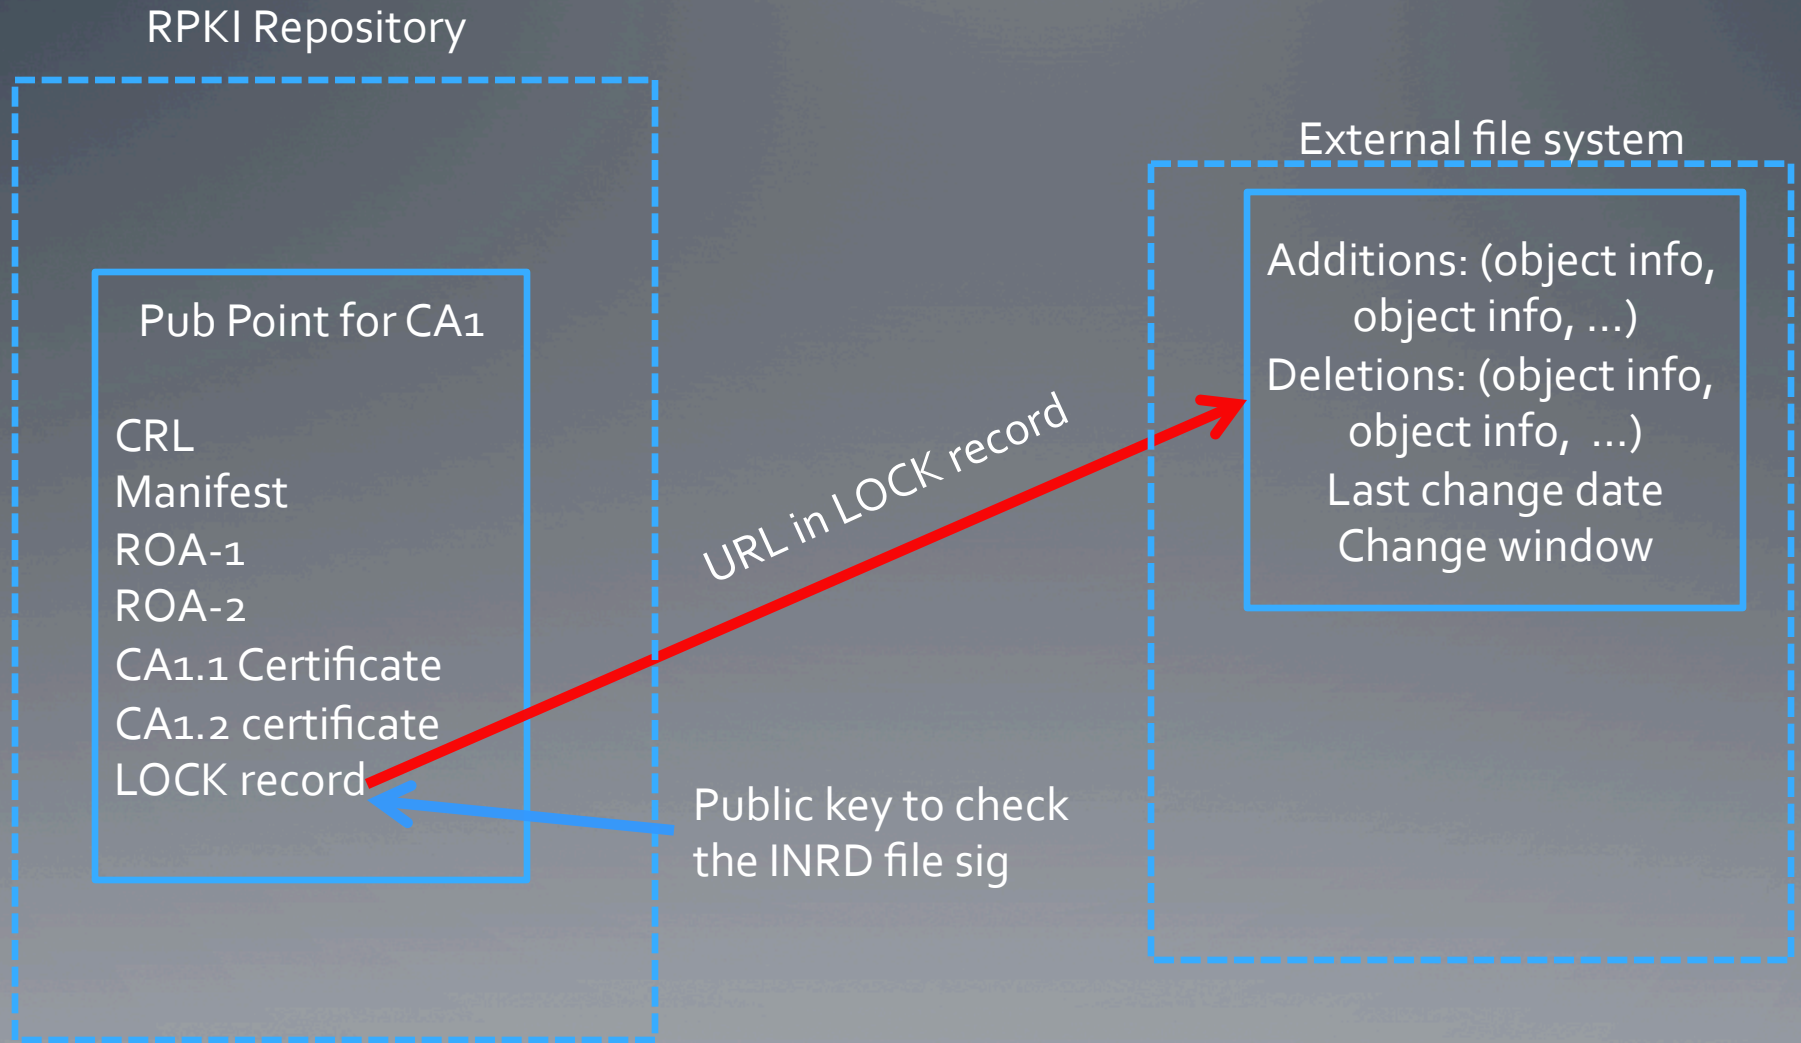 RPKI Repository
Pub Point for CA1
CRL
Manifest
ROA-1
ROA-2
CA1.1 Certificate
CA1.2 certificate
LOCK record
URL in LOCK record
Public key to check
the INRD file sig
External file system
Additions: (object info,
object info, ...)
Deletions: (object info,
object info,  ...)
Last change date
Change window